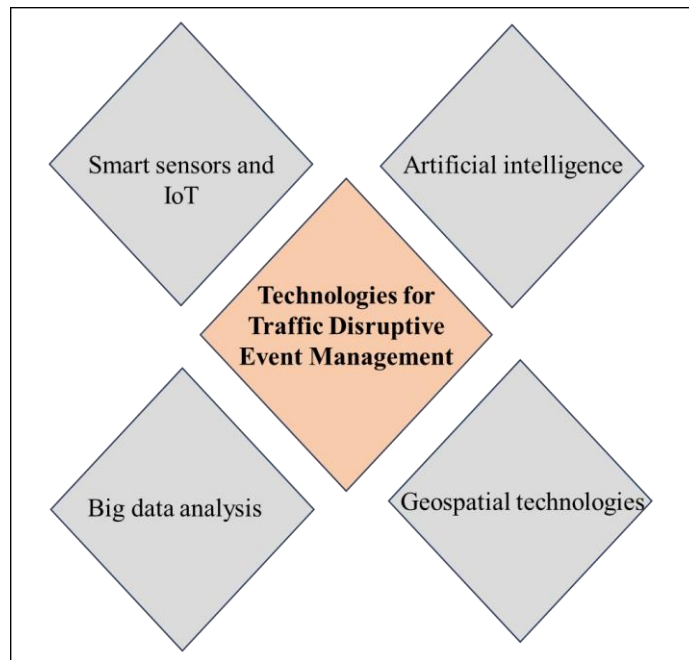 Smart sensors and
IoT
Artificial intelligence
Technologies for
Traffic Disruptive
Event Management
Big data analysis
Geospatial technologies